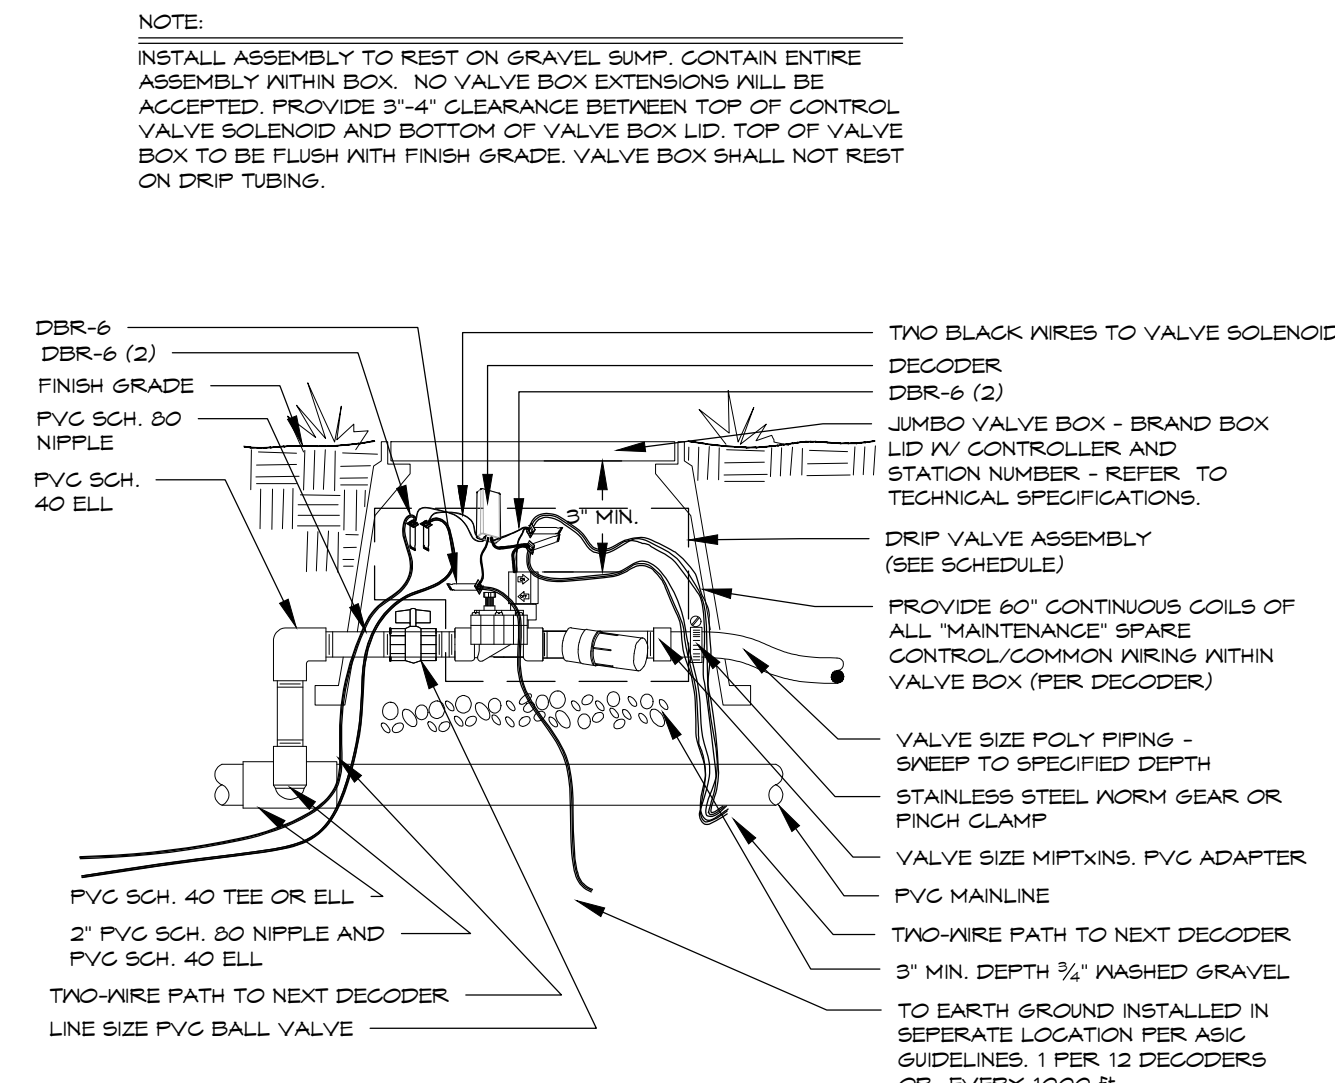 NOTE:
INSTALL ASSEMBLY TO REST ON GRAVEL SUMP. CONTAIN ENTIRE
ASSEMBLY WITHIN BOX. NO VALVE BOX EXTENSIONS WILL BE
ACCEPTED. PROVIDE 3"-4" CLEARANCE BETWEEN TOP OF CONTROL
VALVE SOLENOID AND BOTTOM OF VALVE BOX LID. TOP OF VALVE
BOX TO BE FLUSH WITH FINISH GRADE. VALVE BOX SHALL NOT REST
ON DRIP TUBING.
DBR-6
DBR-6 (2)
FINISH GRADE
PVC SCH. 80
NIPPLE
PVC SCH.
40 ELL
3" MIN.
PVC SCH. 40 TEE OR ELL
2" PVC SCH. 80 NIPPLE AND
PVC SCH. 40 ELL
TWO-WIRE PATH TO NEXT DECODER
LINE SIZE PVC BALL VALVE
TWO BLACK WIRES TO VALVE SOLENOID
DECODER
DBR-6 (2)
JUMBO VALVE BOX - BRAND BOX
LID W/ CONTROLLER AND
STATION NUMBER - REFER TO
TECHNICAL SPECIFICATIONS.
DRIP VALVE ASSEMBLY
(SEE SCHEDULE)
PROVIDE 60" CONTINUOUS COILS OF
ALL "MAINTENANCE" SPARE
CONTROL/COMMON WIRING WITHIN
VALVE BOX (PER DECODER)
VALVE SIZE POLY PIPING -
SWEEP TO SPECIFIED DEPTH
STAINLESS STEEL WORM GEAR OR
PINCH CLAMP
VALVE SIZE MIPTxINS. PVC ADAPTER
PVC MAINLINE
TWO-WIRE PATH TO NEXT DECODER
3" MIN. DEPTH ¾" WASHED GRAVEL
TO EARTH GROUND INSTALLED IN
SEPERATE LOCATION PER ASIC
GUIDELINES. 1 PER 12 DECODERS
OR EVERY 1000 ft.